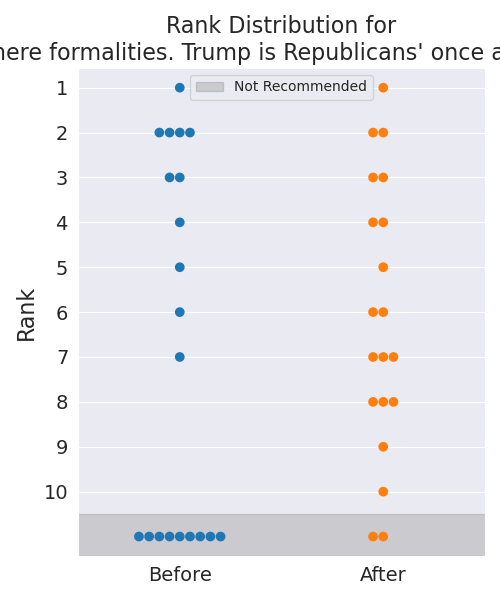 Rank Distribution for
formalities. Trump is Republicans' once
1
Not Recommended
2
3
4
5
6
7
8
9
10
Rank
Before
After